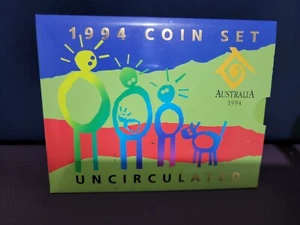 1994 COIN SET
AUSTRALIA
1994
UNCIRCULATED